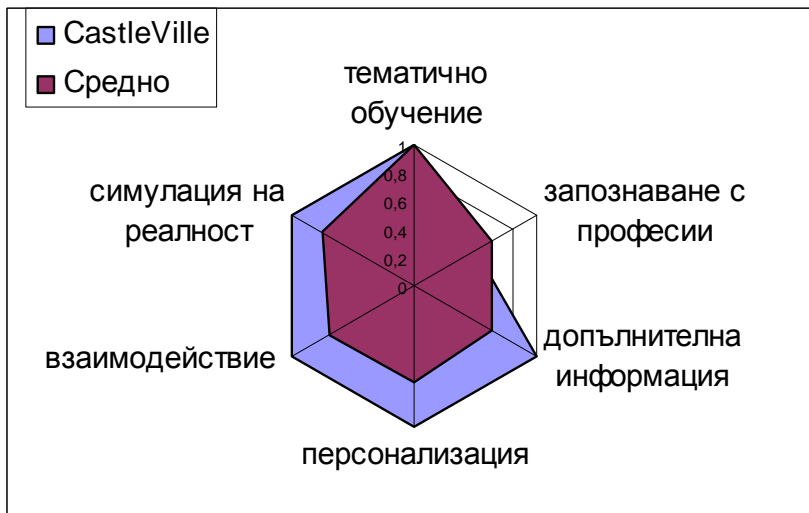 CastleVille
Средно
тематично
обучение
симулация на
реалност
запознаване с
професии
1
0,8
0,6
0,4
0,2
0
взаимодействие
допълнителна
информация
персонализация